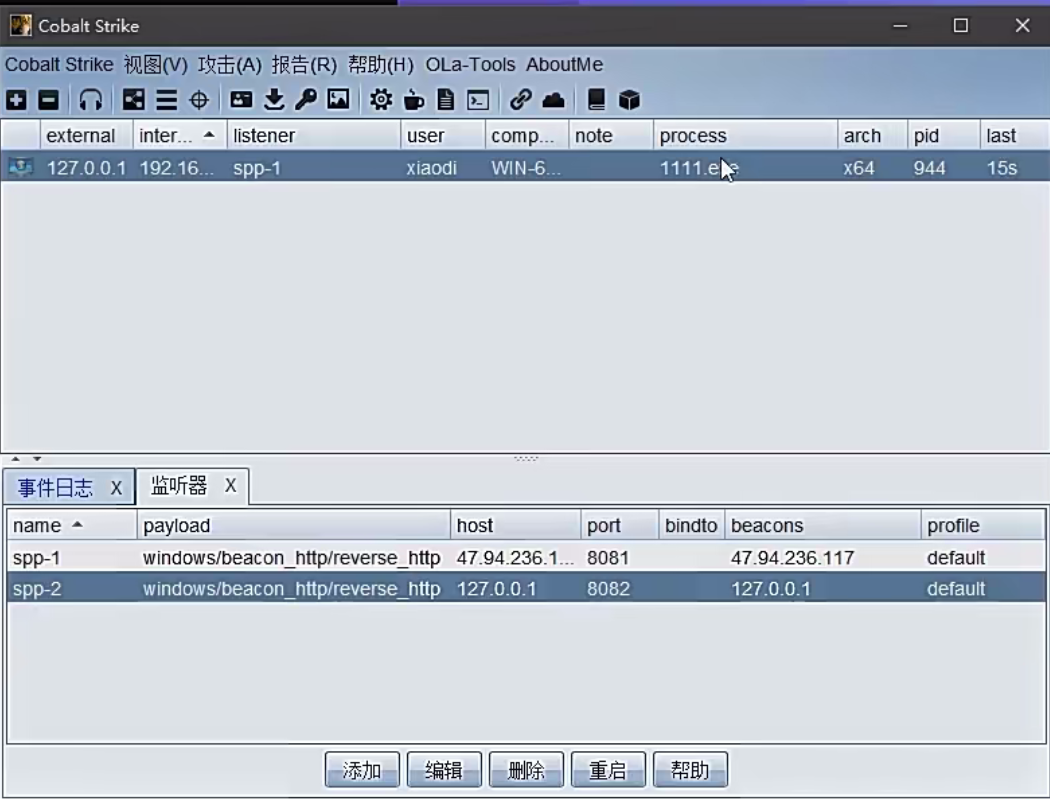 Cobalt Strike
Cobalt Strike 视图(V) 攻击(A) 报告(R) 帮助(H) OLa-Tools AboutMe
external inter... listener user comp... note process arch pid last
127.0.0.1 192.16... spp-1 xiaodi WIN-6... 1111.exe x64 944 15s
事件日志 X 监听器 X
name payload host port bindto beacons profile
spp-1 windows/beacon_http/reverse_http 47.94.236.1... 8081 47.94.236.117 default
spp-2 windows/beacon_http/reverse_http 127.0.0.1 8082 127.0.0.1 default
添加 编辑 删除 重启 帮助